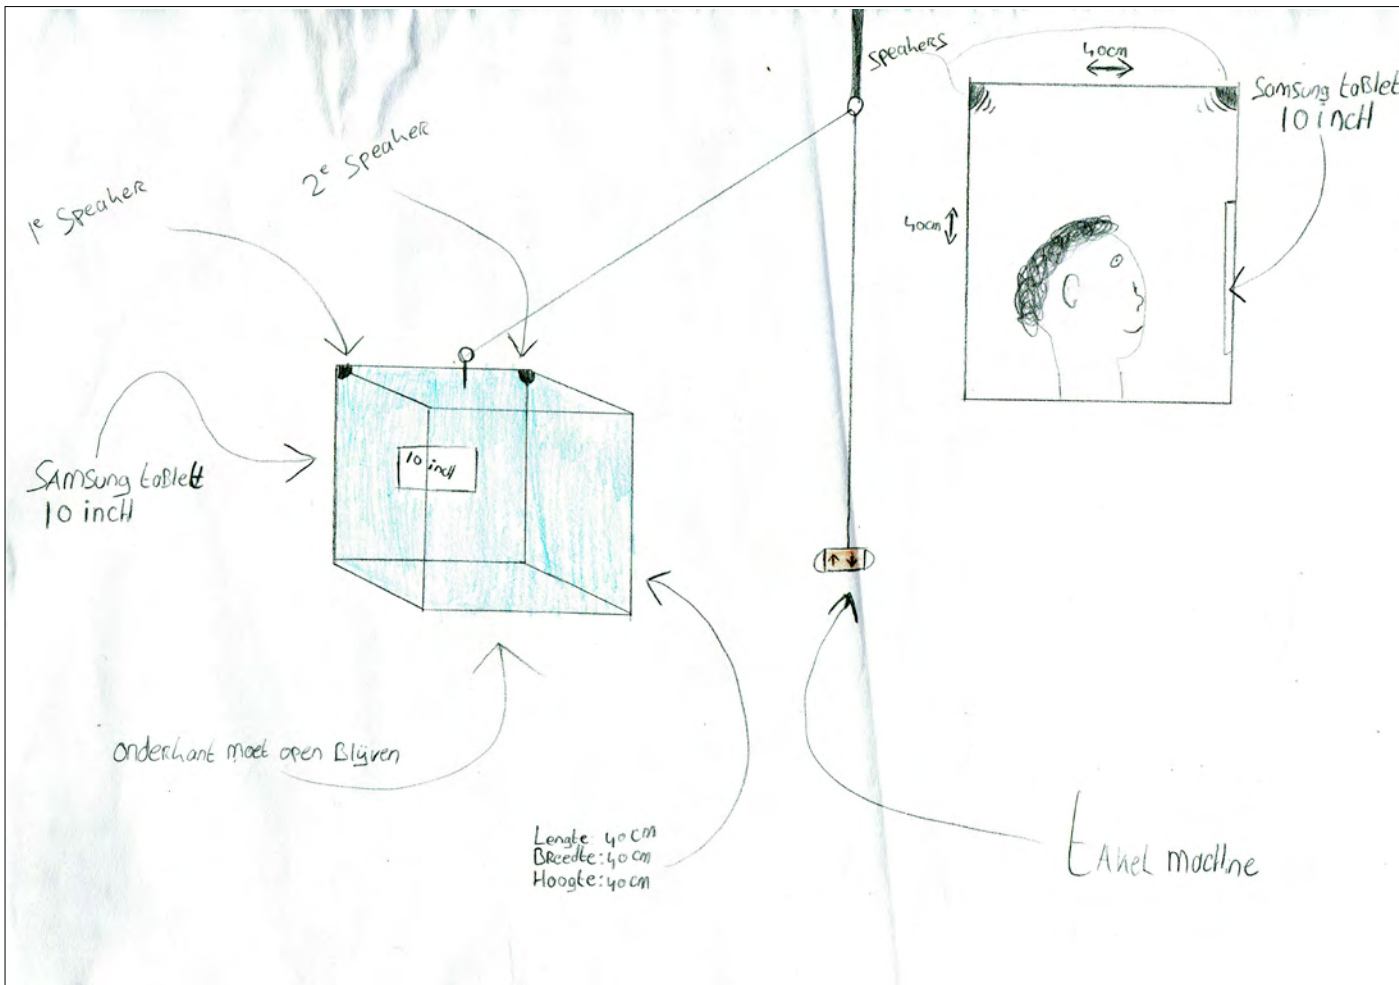 speakers
40cm
Samsung taBlet
10 inch
2e Speaker
1e Speaker
40cm
10 inch
SAMSung taBlet
10 inch
onderkant moet open Blijven
Lengte: 40cm
BReedte: 40cm
Hoogte: 40cm
tAkel machine